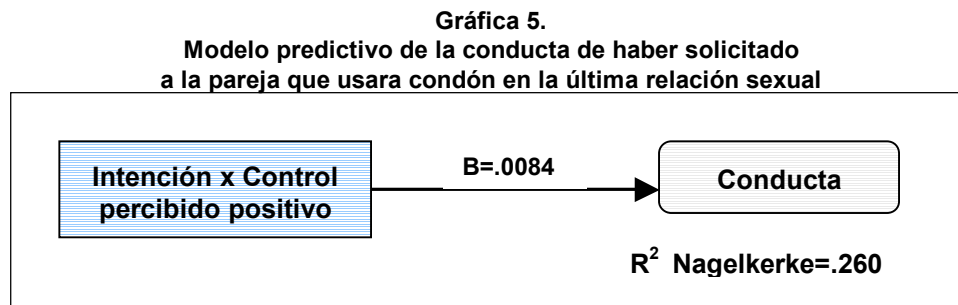 Gráfica 5.
Modelo predictivo de la conducta de haber solicitado
a la pareja que usara condón en la última relación sexual
Intención x Control
percibido positivo
B=.0084
Conducta
R² Nagelkerke=.260